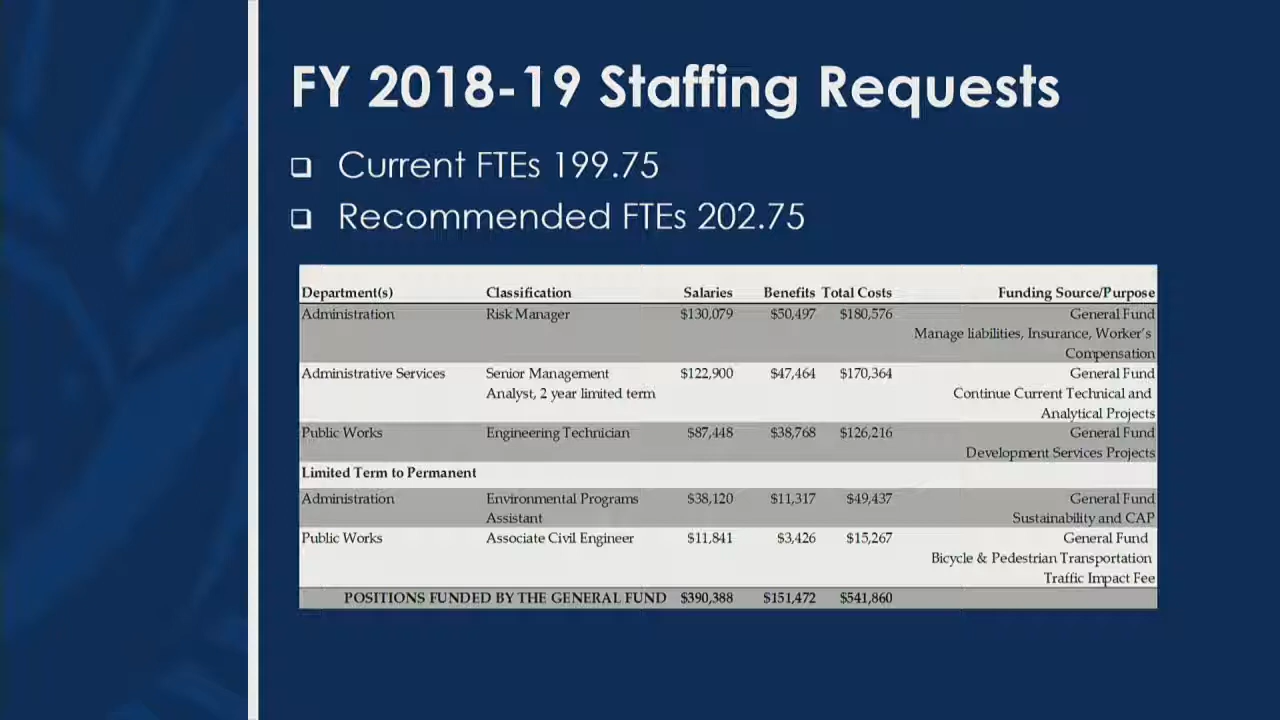 FY 2018-19 Staffing Requests
Current FTEs 199.75
Recommended FTEs 202.75
Department(s) Classification Salaries Benefits Total Costs Funding Source/Purpose
Administration Risk Manager $130,079 $50,497 $180,576 General Fund
Manage liabilities, Insurance, Worker's
Compensation
Administrative Services Senior Management $122,900 $47,464 $170,364 General Fund
Analyst, 2 year limited term Continue Current Technical and
Analytical Projects
Public Works Engineering Technician $87,448 $38,768 $126,216 General Fund
Development Services Projects
Limited Term to Permanent
Administration Environmental Programs $38,120 $11,317 $49,437 General Fund
Assistant Sustainability and CAP
Public Works Associate Civil Engineer $11,841 $3,426 $15,267 General Fund
Bicycle & Pedestrian Transportation
Traffic Impact Fee
POSITIONS FUNDED BY THE GENERAL FUND $390,388 $151,472 $541,860